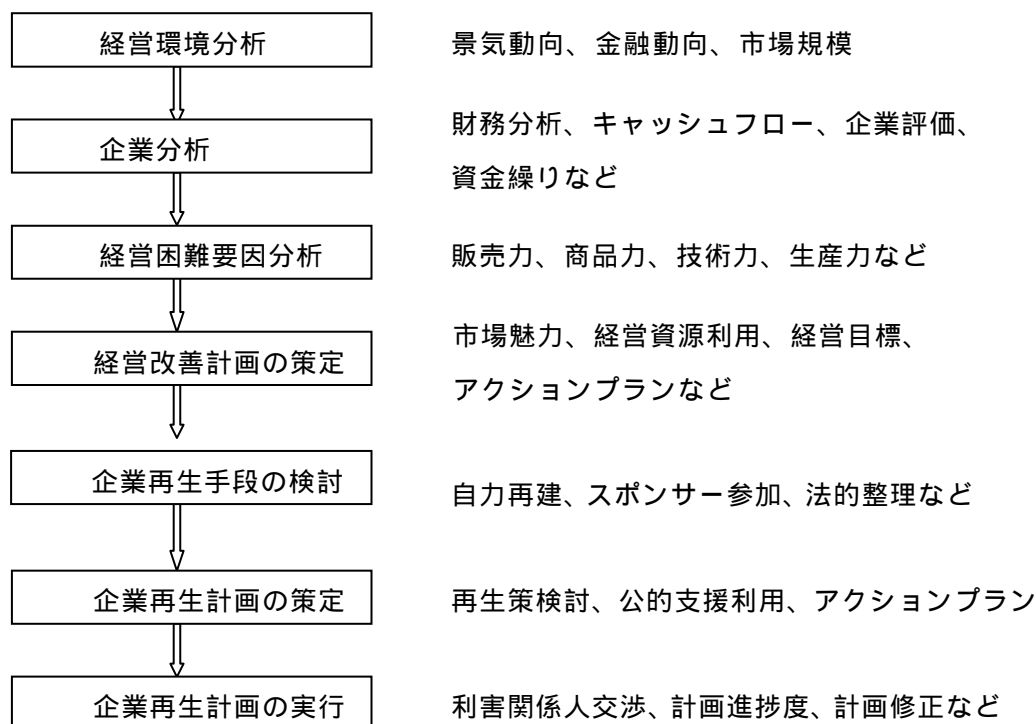 経営環境分析
景気動向、金融動向、市場規模
企業分析
財務分析、キャッシュフロー、企業評価、
資金繰りなど
経営困難要因分析
販売力、商品力、技術力、生産力など
経営改善計画の策定
市場魅力、経営資源利用、経営目標、
アクションプランなど
企業再生手段の検討
自力再建、スポンサー参加、法的整理など
企業再生計画の策定
再生策検討、公的支援利用、アクションプラン
企業再生計画の実行
利害関係人交渉、計画進捗度、計画修正など